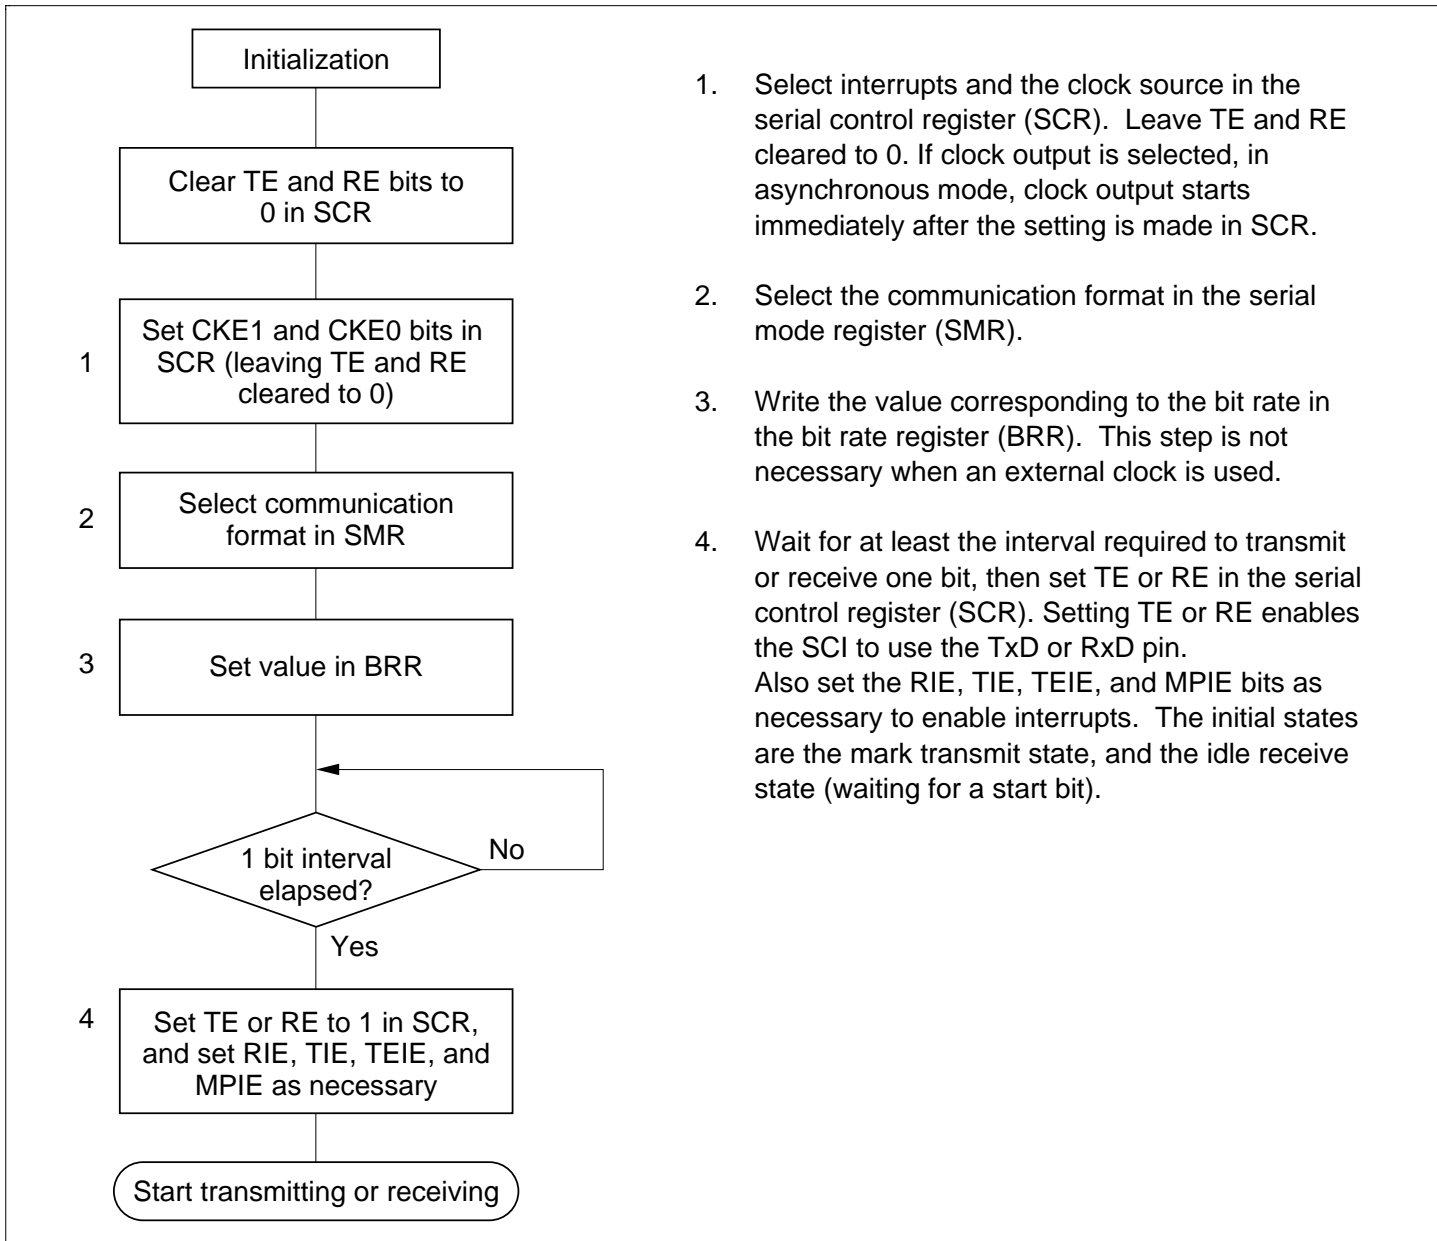 Initialization
Clear TE and RE bits to
0 in SCR
1
Set CKE1 and CKE0 bits in
SCR (leaving TE and RE
cleared to 0)
2
Select communication
format in SMR
3
Set value in BRR
1 bit interval
elapsed?
No
Yes
4
Set TE or RE to 1 in SCR,
and set RIE, TIE, TEIE, and
MPIE as necessary
Start transmitting or receiving
1. Select interrupts and the clock source in the
serial control register (SCR). Leave TE and RE
cleared to 0. If clock output is selected, in
asynchronous mode, clock output starts
immediately after the setting is made in SCR.
2. Select the communication format in the serial
mode register (SMR).
3. Write the value corresponding to the bit rate in
the bit rate register (BRR). This step is not
necessary when an external clock is used.
4. Wait for at least the interval required to transmit
or receive one bit, then set TE or RE in the serial
control register (SCR). Setting TE or RE enables
the SCI to use the TxD or RxD pin.
Also set the RIE, TIE, TEIE, and MPIE bits as
necessary to enable interrupts. The initial states
are the mark transmit state, and the idle receive
state (waiting for a start bit).